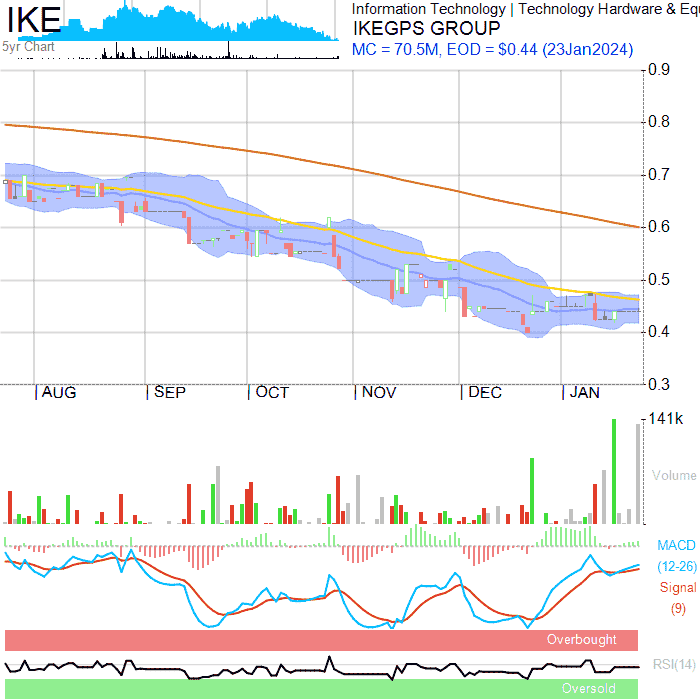 IKE
5yr Chart
Information Technology | Technology Hardware & Equ
IKEGPS GROUP
MC = 70.5M, EOD = $0.44 (23Jan2024)
0.9
0.8
0.7
0.6
0.5
0.4
0.3
| AUG | SEP | OCT | NOV | DEC | JAN
141k
Volume
MACD
(12-26)
Signal
(9)
Overbought
RSI(14)
Oversold